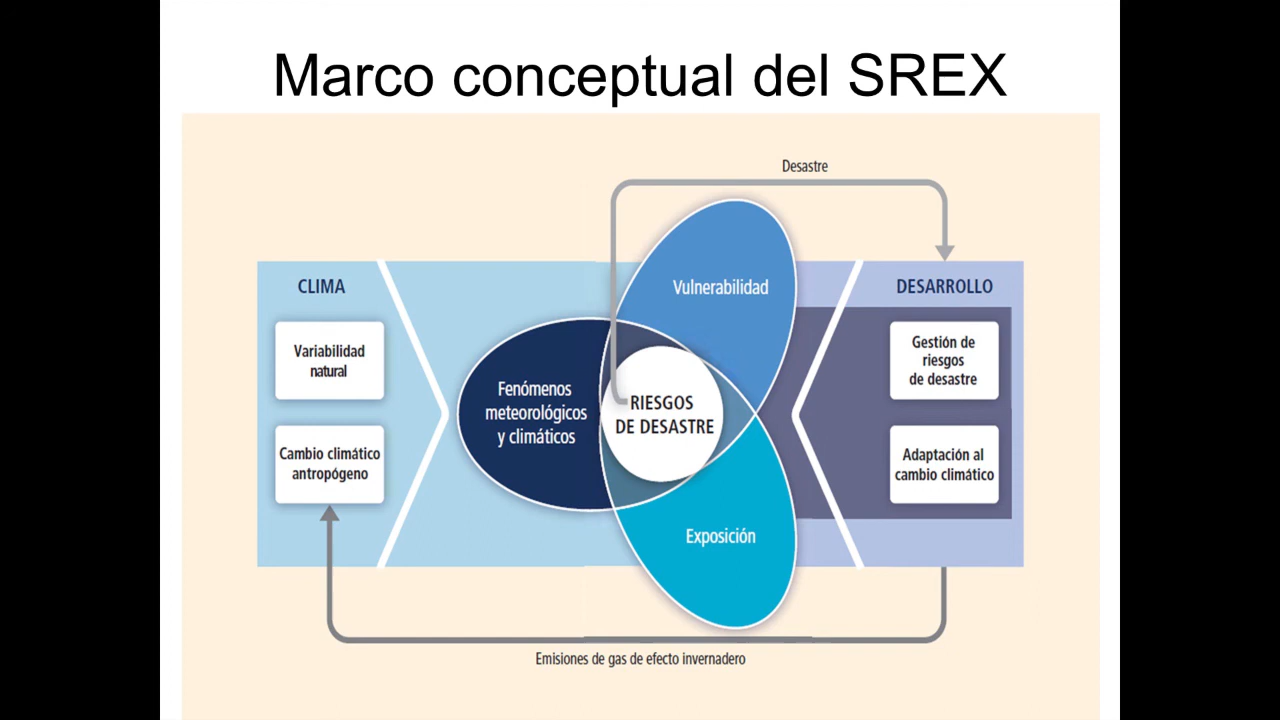 Marco conceptual del SREX
Desastre
CLIMA
Variabilidad
natural
Cambio climático
antropógeno
Fenómenos
meteorológicos
y climáticos
Vulnerabilidad
RIESGOS
DE DESASTRE
Exposición
DESARROLLO
Gestión de
riesgos
de desastre
Adaptación al
cambio climático
Emisiones de gas de efecto invernadero